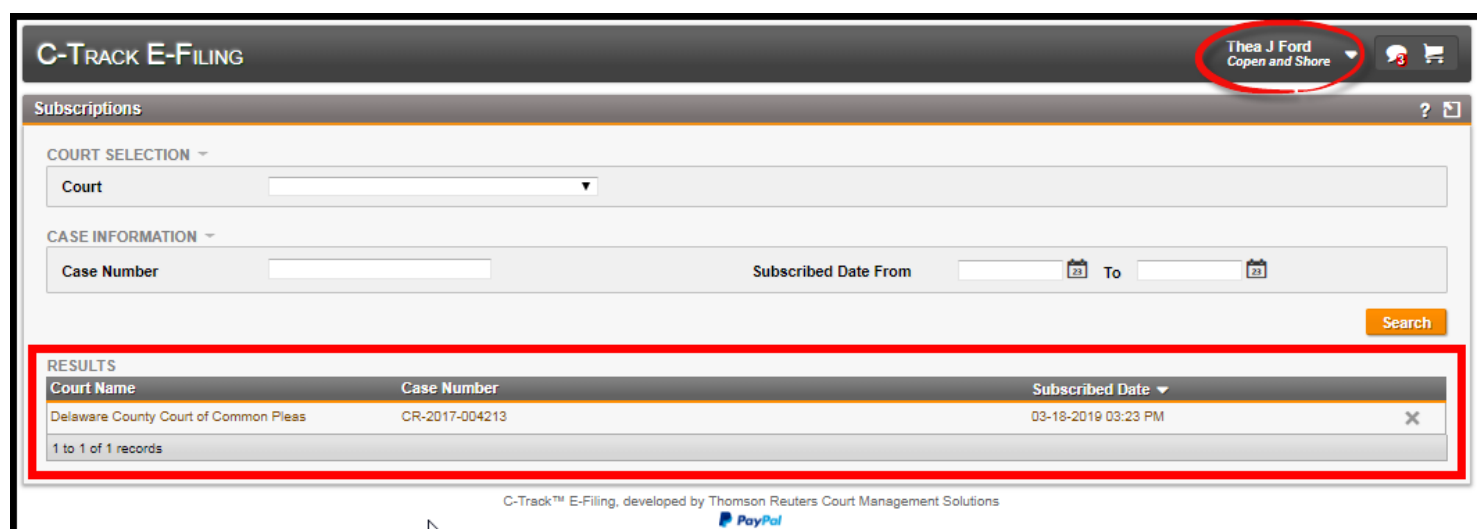 C-TRACK E-FILING
Thea J Ford
Copen and Shore
3
Subscriptions
?
COURT SELECTION
Court
CASE INFORMATION
Case Number
Subscribed Date From
23
To
23
Search
RESULTS
Court Name Case Number Subscribed Date
Delaware County Court of Common Pleas CR-2017-004213 03-18-2019 03:23 PM
1 to 1 of 1 records
C-Track™ E-Filing, developed by Thomson Reuters Court Management Solutions
PayPal